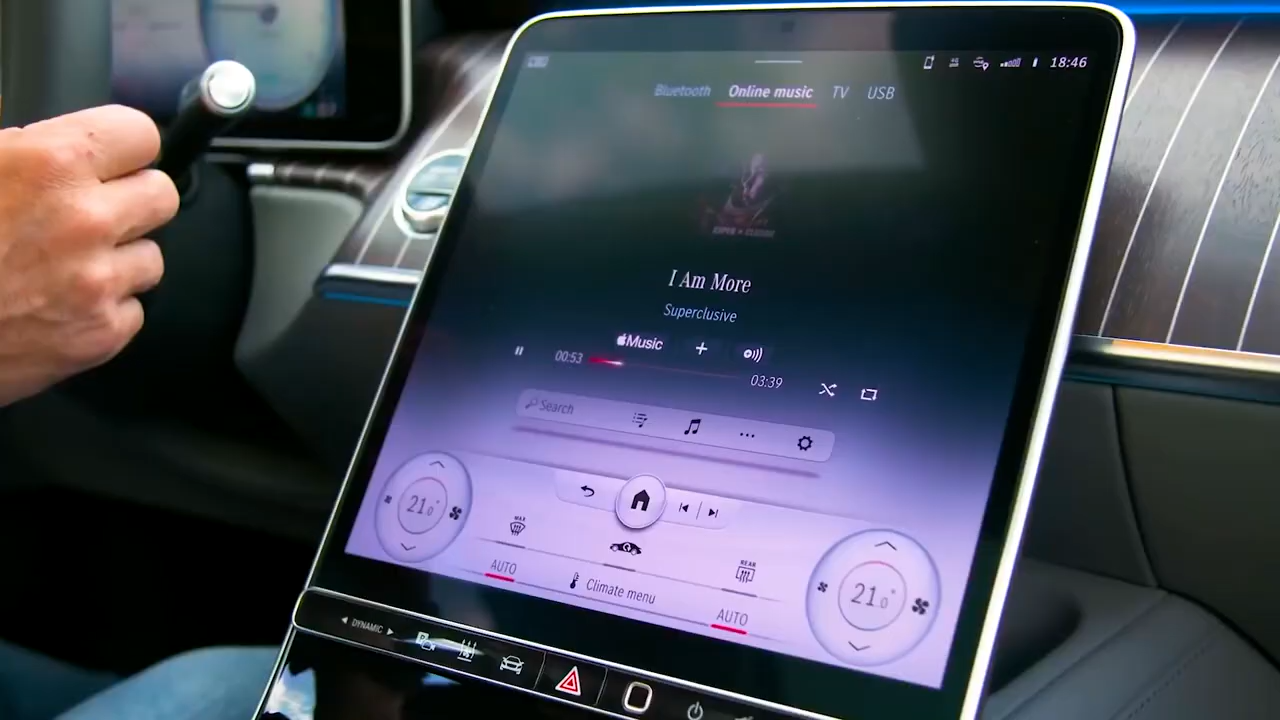 18:46
Bluetooth Online music TV USB
I Am More
Superclusive
Music
00:53
03:39
Search
MAX
REAR
21.0°
21.0°
AUTO
Climate menu
AUTO
DYNAMIC